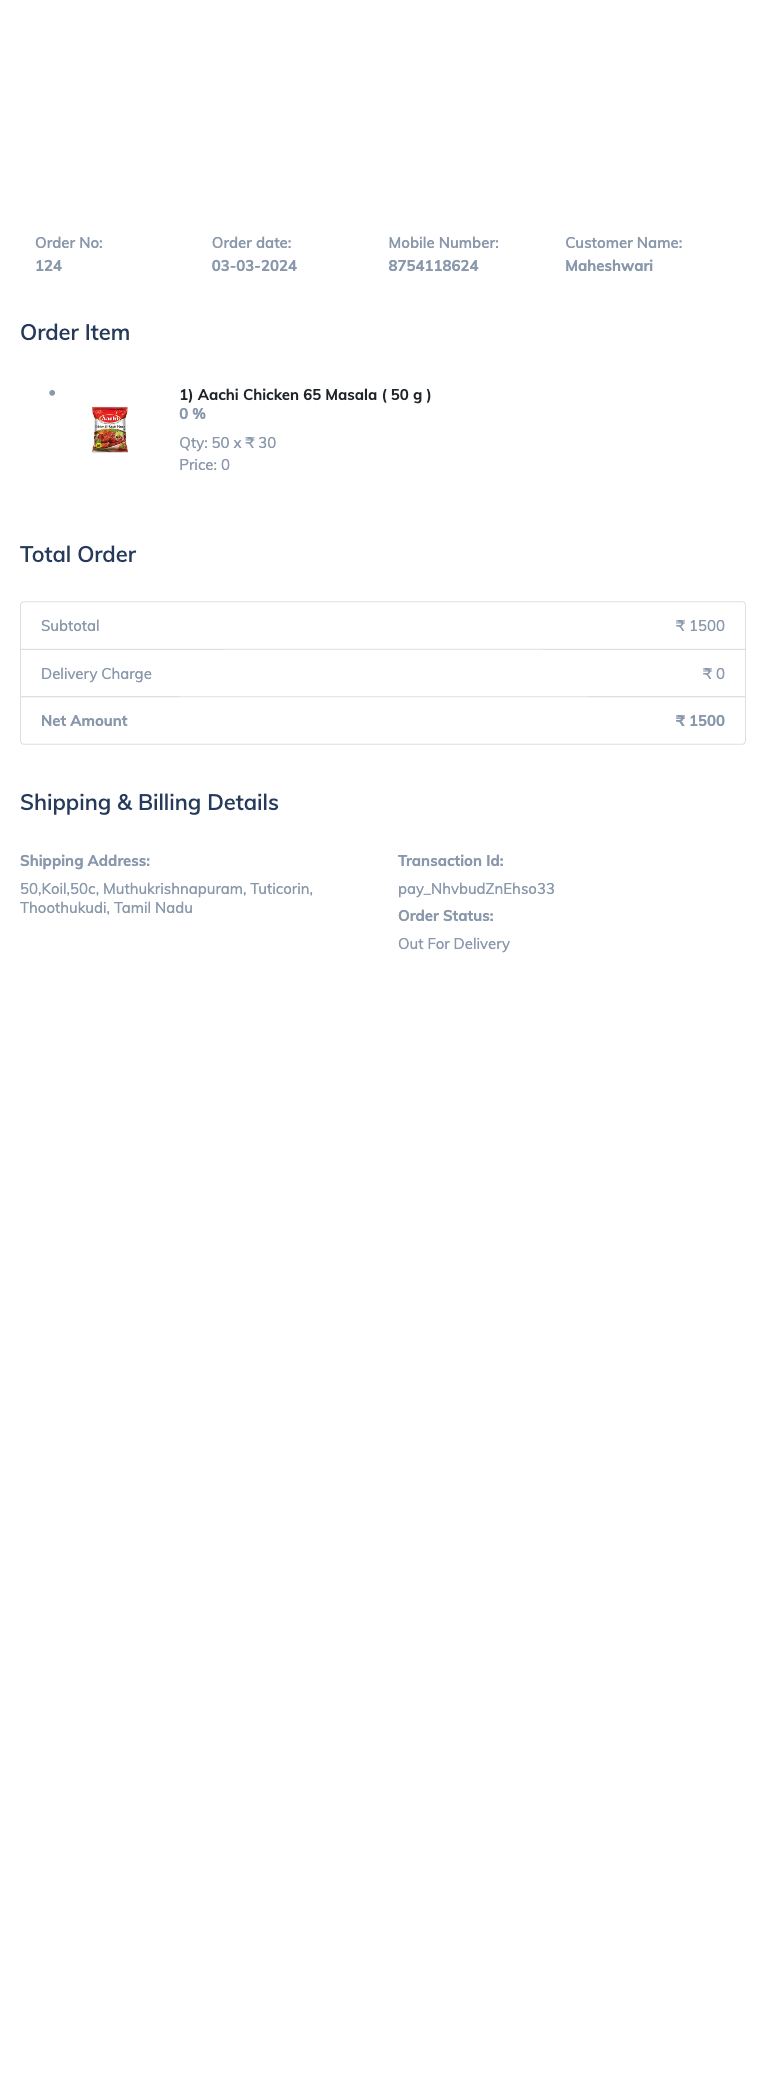 Order No:
124
Order date:
03-03-2024
Mobile Number:
8754118624
Customer Name:
Maheshwari
Order Item
1) Aachi Chicken 65 Masala ( 50 g )
0 %
Qty: 50 x ₹ 30
Price: 0
Aachi
Total Order
Subtotal ₹ 1500
Delivery Charge ₹ 0
Net Amount ₹ 1500
Shipping & Billing Details
Shipping Address:
50,Koil,50c, Muthukrishnapuram, Tuticorin,
Thoothukudi, Tamil Nadu
Transaction Id:
pay_NhvbudZnEhso33
Order Status:
Out For Delivery